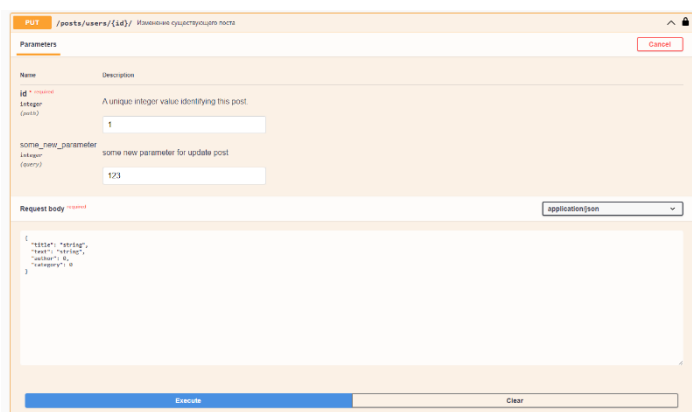 PUT /posts/users/{id}/ Изменение существующего поста
Parameters
Cancel
Name Description
id * required
integer
(path)
A unique integer value identifying this post.
1
some_new_parameter
integer
(query)
some new parameter for update post
123
Request body required
application/json
{
"title": "string",
"text": "string",
"author": 0,
"category": 0
}
Execute
Clear